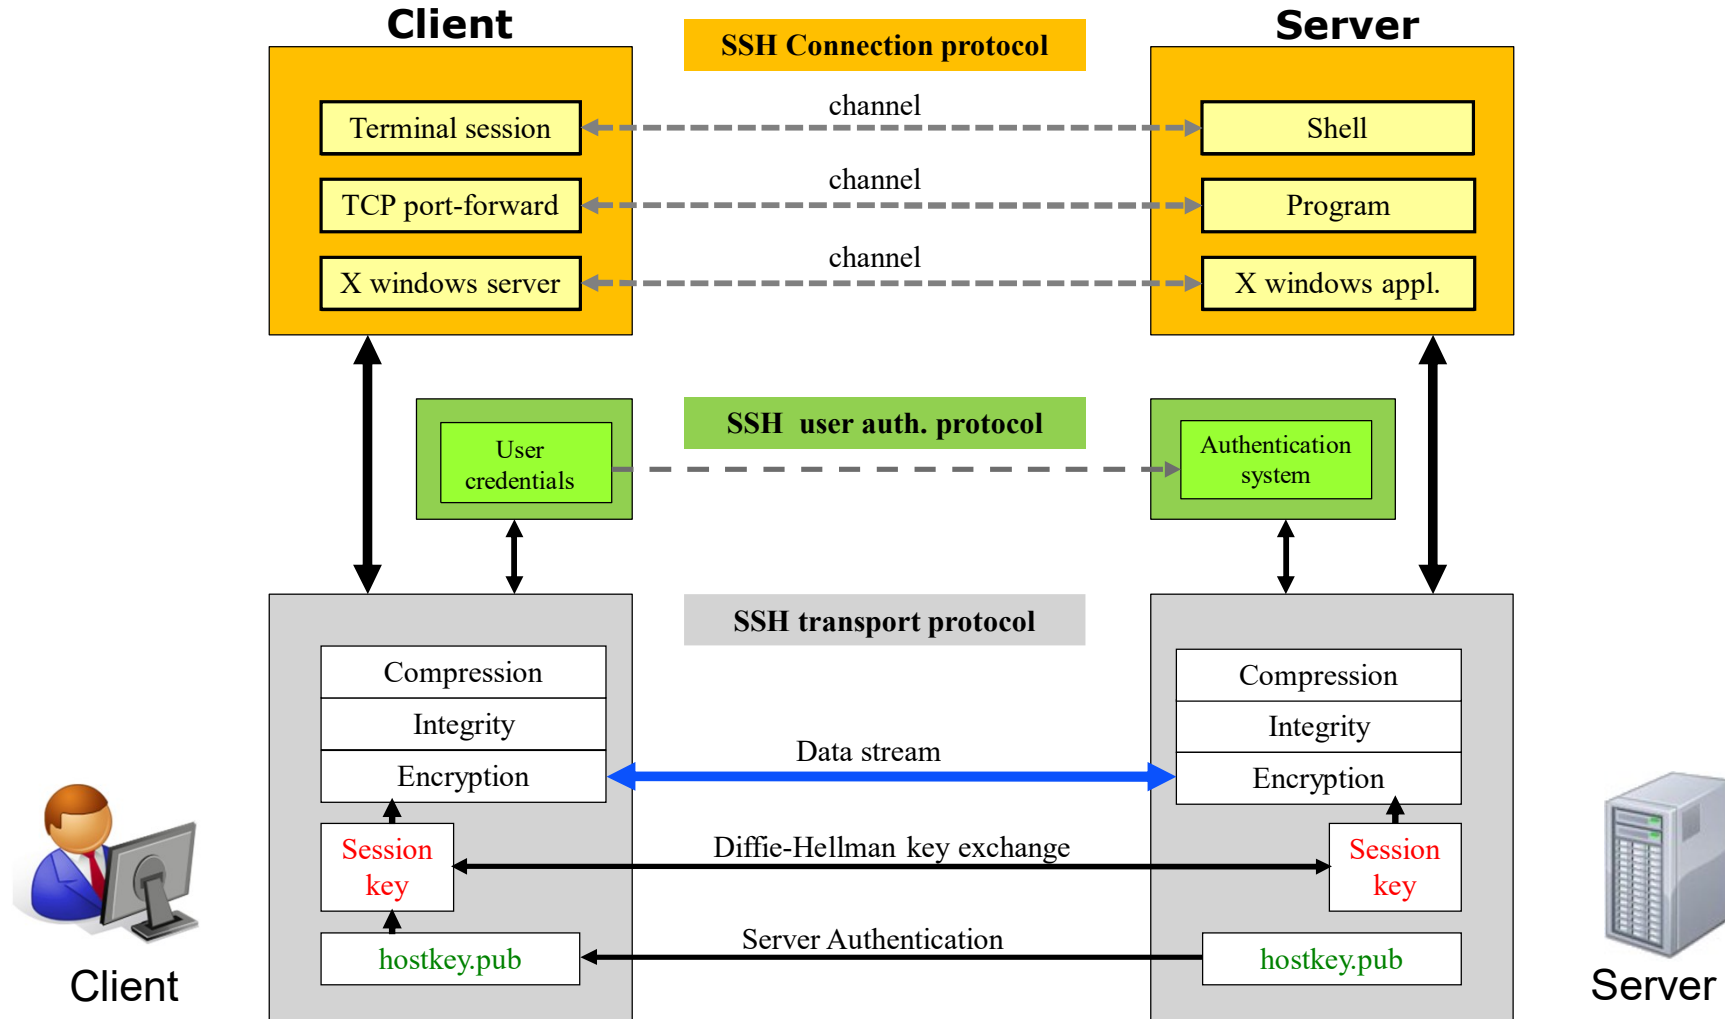 Client
Server
SSH Connection protocol
channel
Terminal session
Shell
channel
TCP port-forward
Program
channel
X windows server
X windows appl.
SSH  user auth. protocol
User
credentials
Authentication
system
SSH transport protocol
Compression
Compression
Integrity
Integrity
Data stream
Encryption
Encryption
Session
key
Diffie-Hellman key exchange
Session
key
Server Authentication
hostkey.pub
hostkey.pub
Client
Server